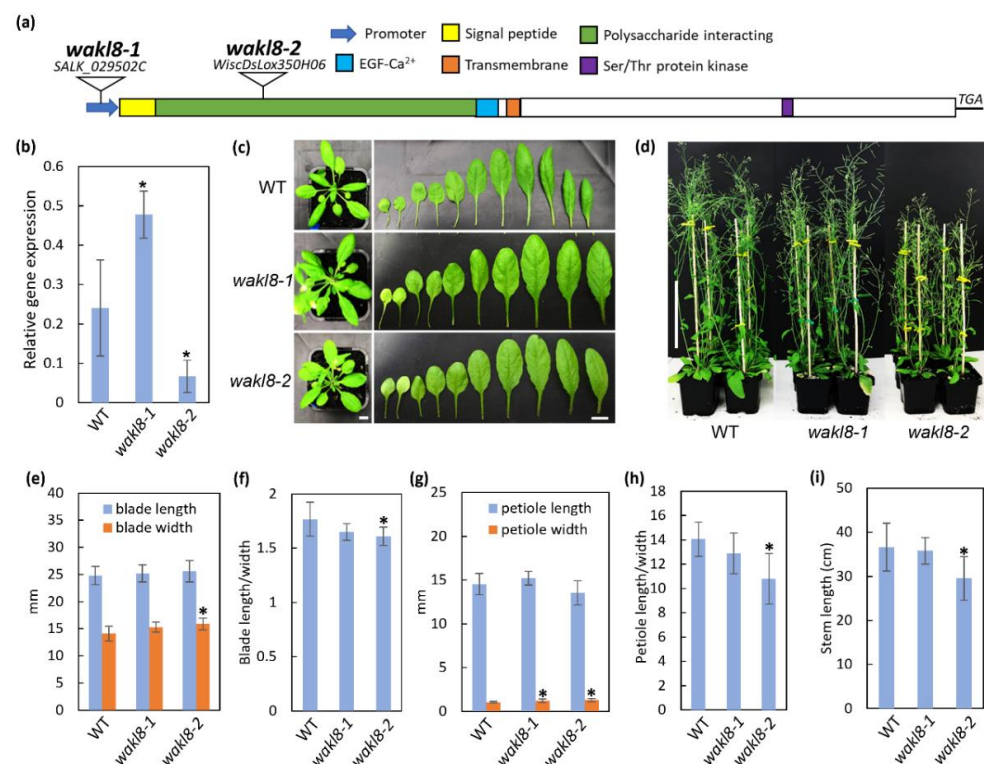 (a)
wakl8-1
SALK_029502C
wakl8-2
WiscDsLox350H06
Promoter
Signal peptide
Polysaccharide interacting
EGF-Ca²⁺
Transmembrane
Ser/Thr protein kinase
TGA
(b)
Relative gene expression
0.6
0.5
0.4
0.3
0.2
0.1
0
*
*
WT
wakl8-1
wakl8-2
(c)
WT
wakl8-1
wakl8-2
(d)
WT
wakl8-1
wakl8-2
(e)
mm
40
35
30
25
20
15
10
5
0
blade length
blade width
*
WT
wakl8-1
wakl8-2
(f)
Blade length/width
2
1.5
1
0.5
0
*
WT
wakl8-1
wakl8-2
(g)
mm
25
20
15
10
5
0
petiole length
petiole width
*
*
WT
wakl8-1
wakl8-2
(h)
Petiole length/width
18
16
14
12
10
8
6
4
2
0
*
WT
wakl8-1
wakl8-2
(i)
Stem length (cm)
50
40
30
20
10
0
*
WT
wakl8-1
wakl8-2